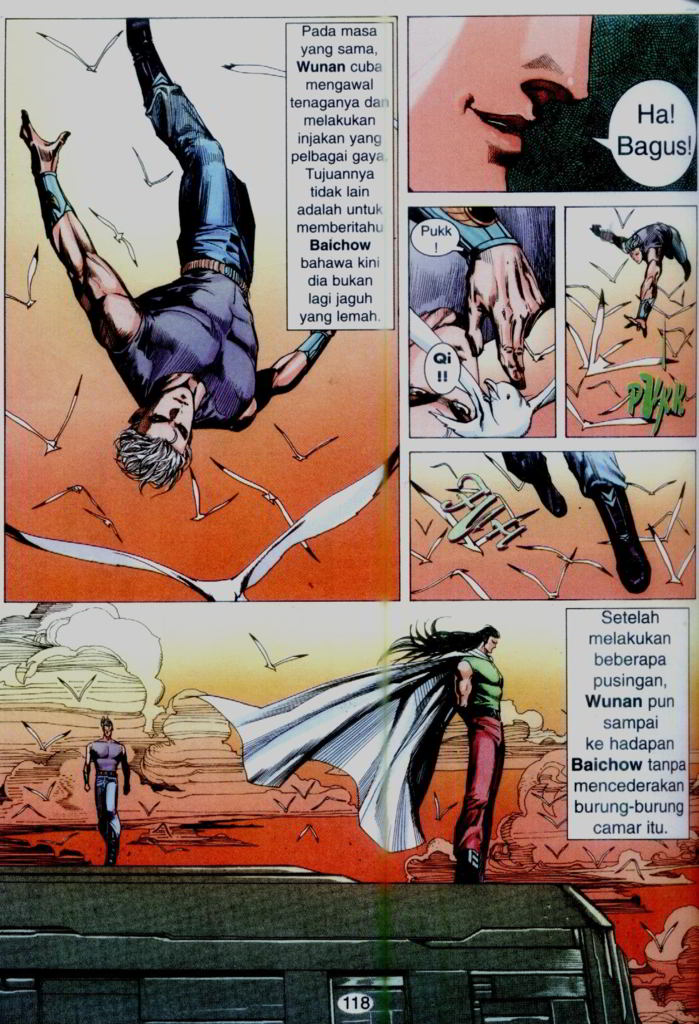 Pada masa
yang sama,
Wunan cuba
mengawal
tenaganya dan
melakukan
injakan yang
pelbagai gaya.
Tujuannya
tidak lain
adalah untuk
memberitahu
Baichow
bahawa kini
dia bukan
lagi jaguh
yang lemah.
Ha!
Bagus!
Pukk
!
Qi
!!
PUKK
Setelah
melakukan
beberapa
pusingan,
Wunan pun
sampai
ke hadapan
Baichow tanpa
mencederakan
burung-burung
camar itu.
118